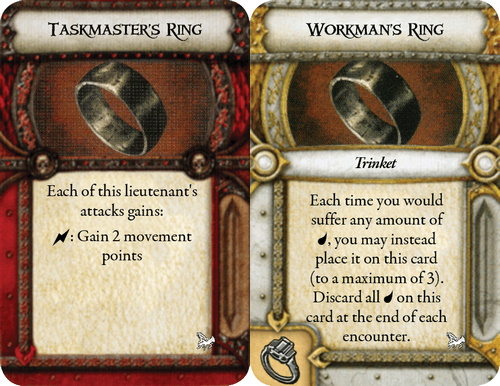 Taskmaster's Ring
Each of this lieutenant's
attacks gains:
: Gain 2 movement
points
Workman's Ring
Trinket
Each time you would
suffer any amount of
, you may instead
place it on this card
(to a maximum of 3).
Discard all on this
card at the end of each
encounter.